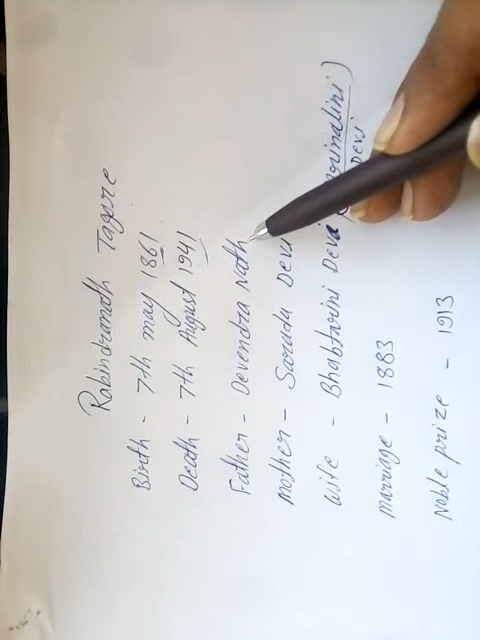 Rabindranath Tagore
Birth - 7th may 1861
Death - 7th August 1941
Father - Devendra Nath
mother - Sarada Devi
wife - Bhabtarini Devi
Devi
marriage - 1883
Noble prize - 1913